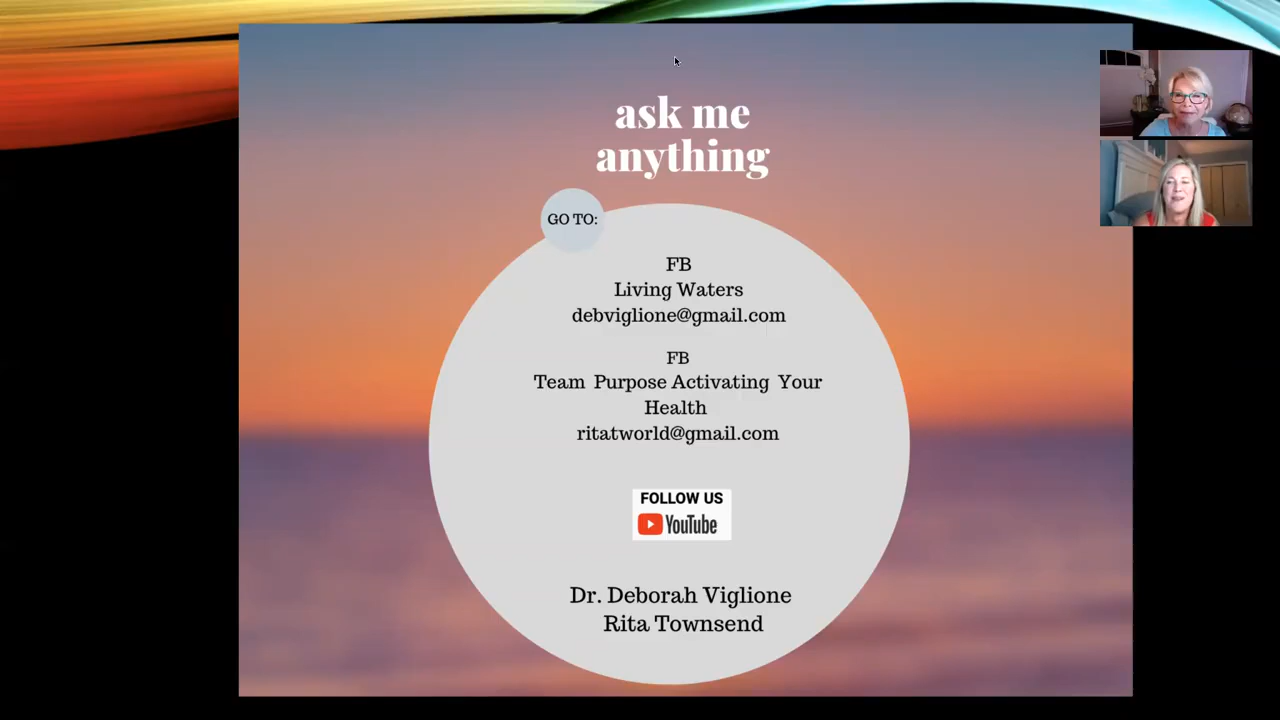 ask me
anything
GO TO:
FB
Living Waters
debviglione@gmail.com
FB
Team Purpose Activating Your
Health
ritatworld@gmail.com
FOLLOW US
YouTube
Dr. Deborah Viglione
Rita Townsend